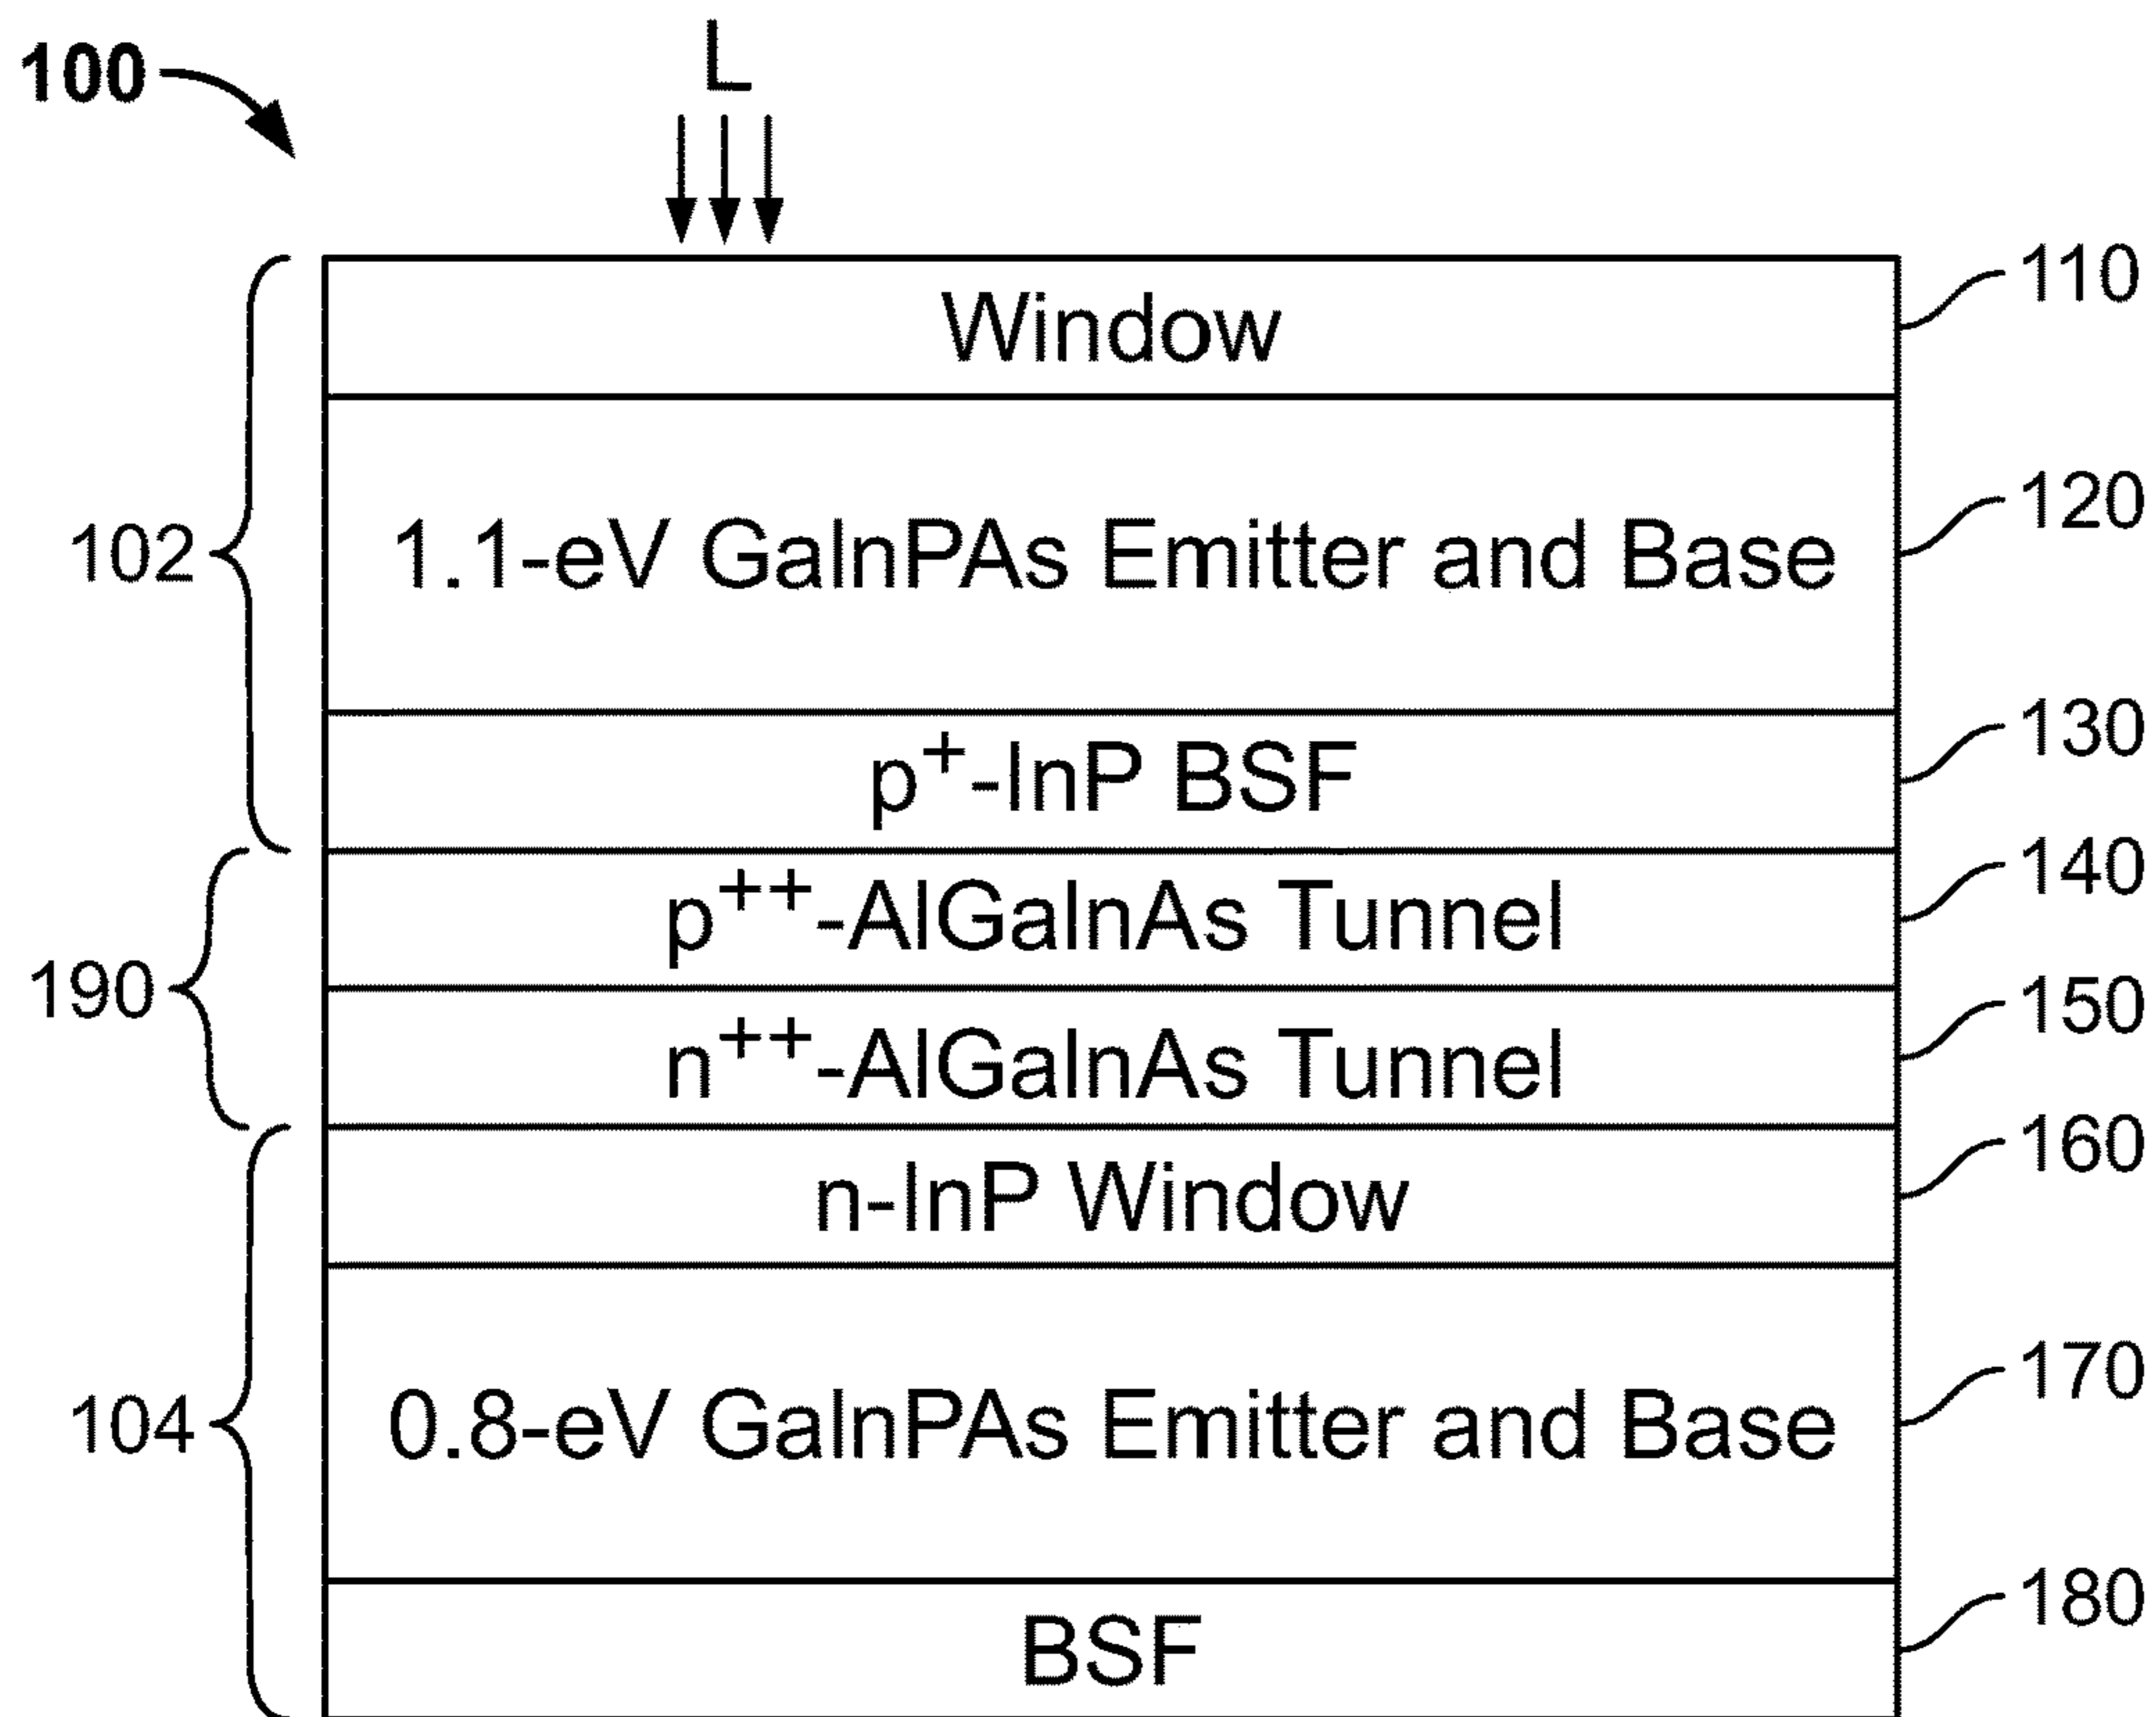 100
L
Window
110
1.1-eV GaInPAs Emitter and Base
120
102
p⁺-InP BSF
130
p⁺⁺-AlGaInAs Tunnel
140
190
n⁺⁺-AlGaInAs Tunnel
150
n-InP Window
160
0.8-eV GaInPAs Emitter and Base
170
104
BSF
180